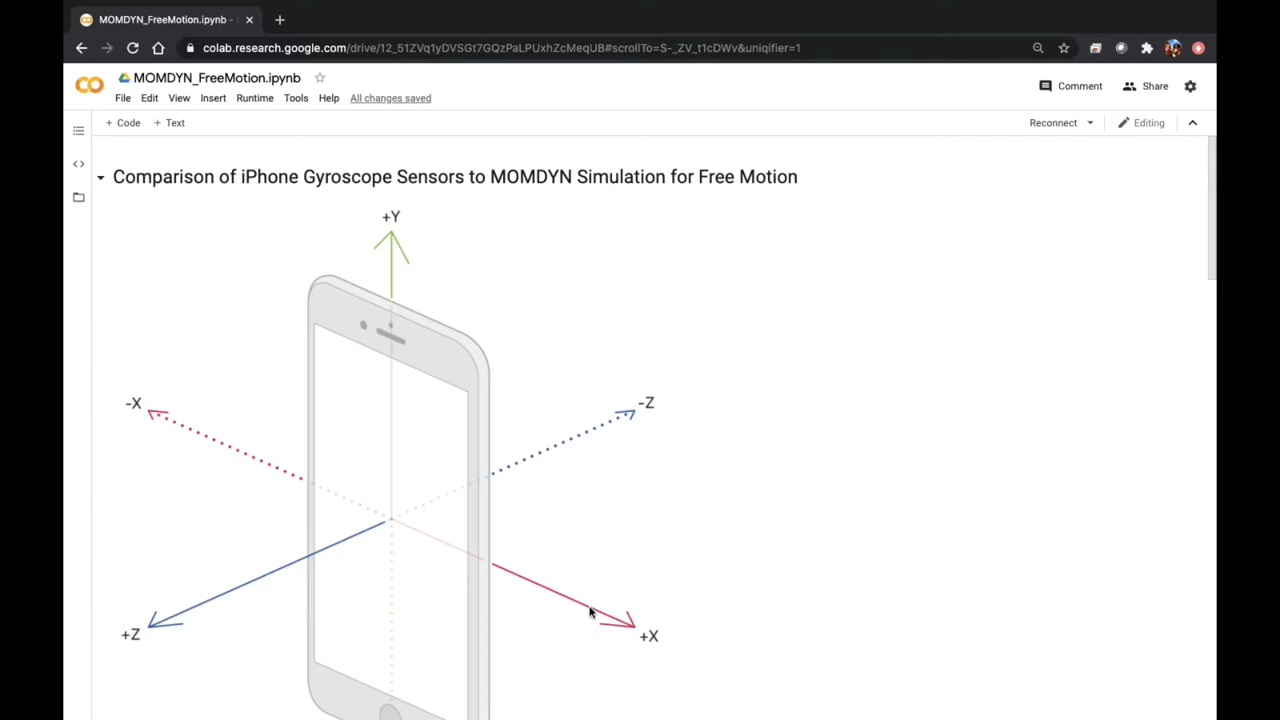 MOMDYN_FreeMotion.ipynb -
colab.research.google.com/drive/12_51ZVq1yDVSGt7GQzPaLPUxhZcMeqUB#scrollTo=S-_ZV_t1cDWv&uniqifier=1
MOMDYN_FreeMotion.ipynb
File Edit View Insert Runtime Tools Help All changes saved
Comment Share
+ Code + Text
Reconnect Editing
Comparison of iPhone Gyroscope Sensors to MOMDYN Simulation for Free Motion
+Y
-X
-Z
+Z
+X